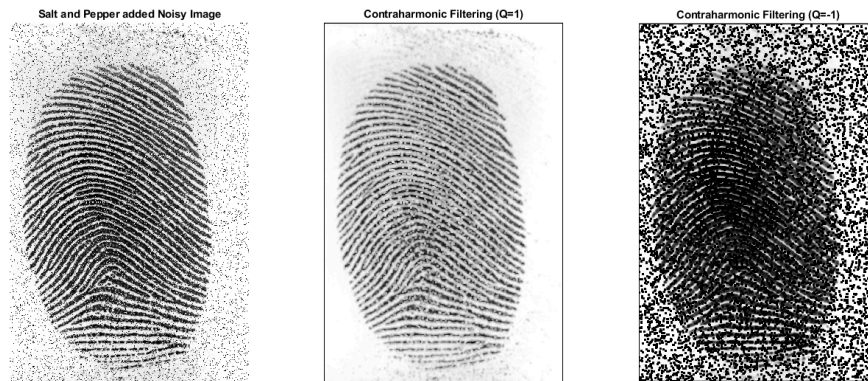 Salt and Pepper added Noisy Image
Contraharmonic Filtering (Q=1)
Contraharmonic Filtering (Q=-1)